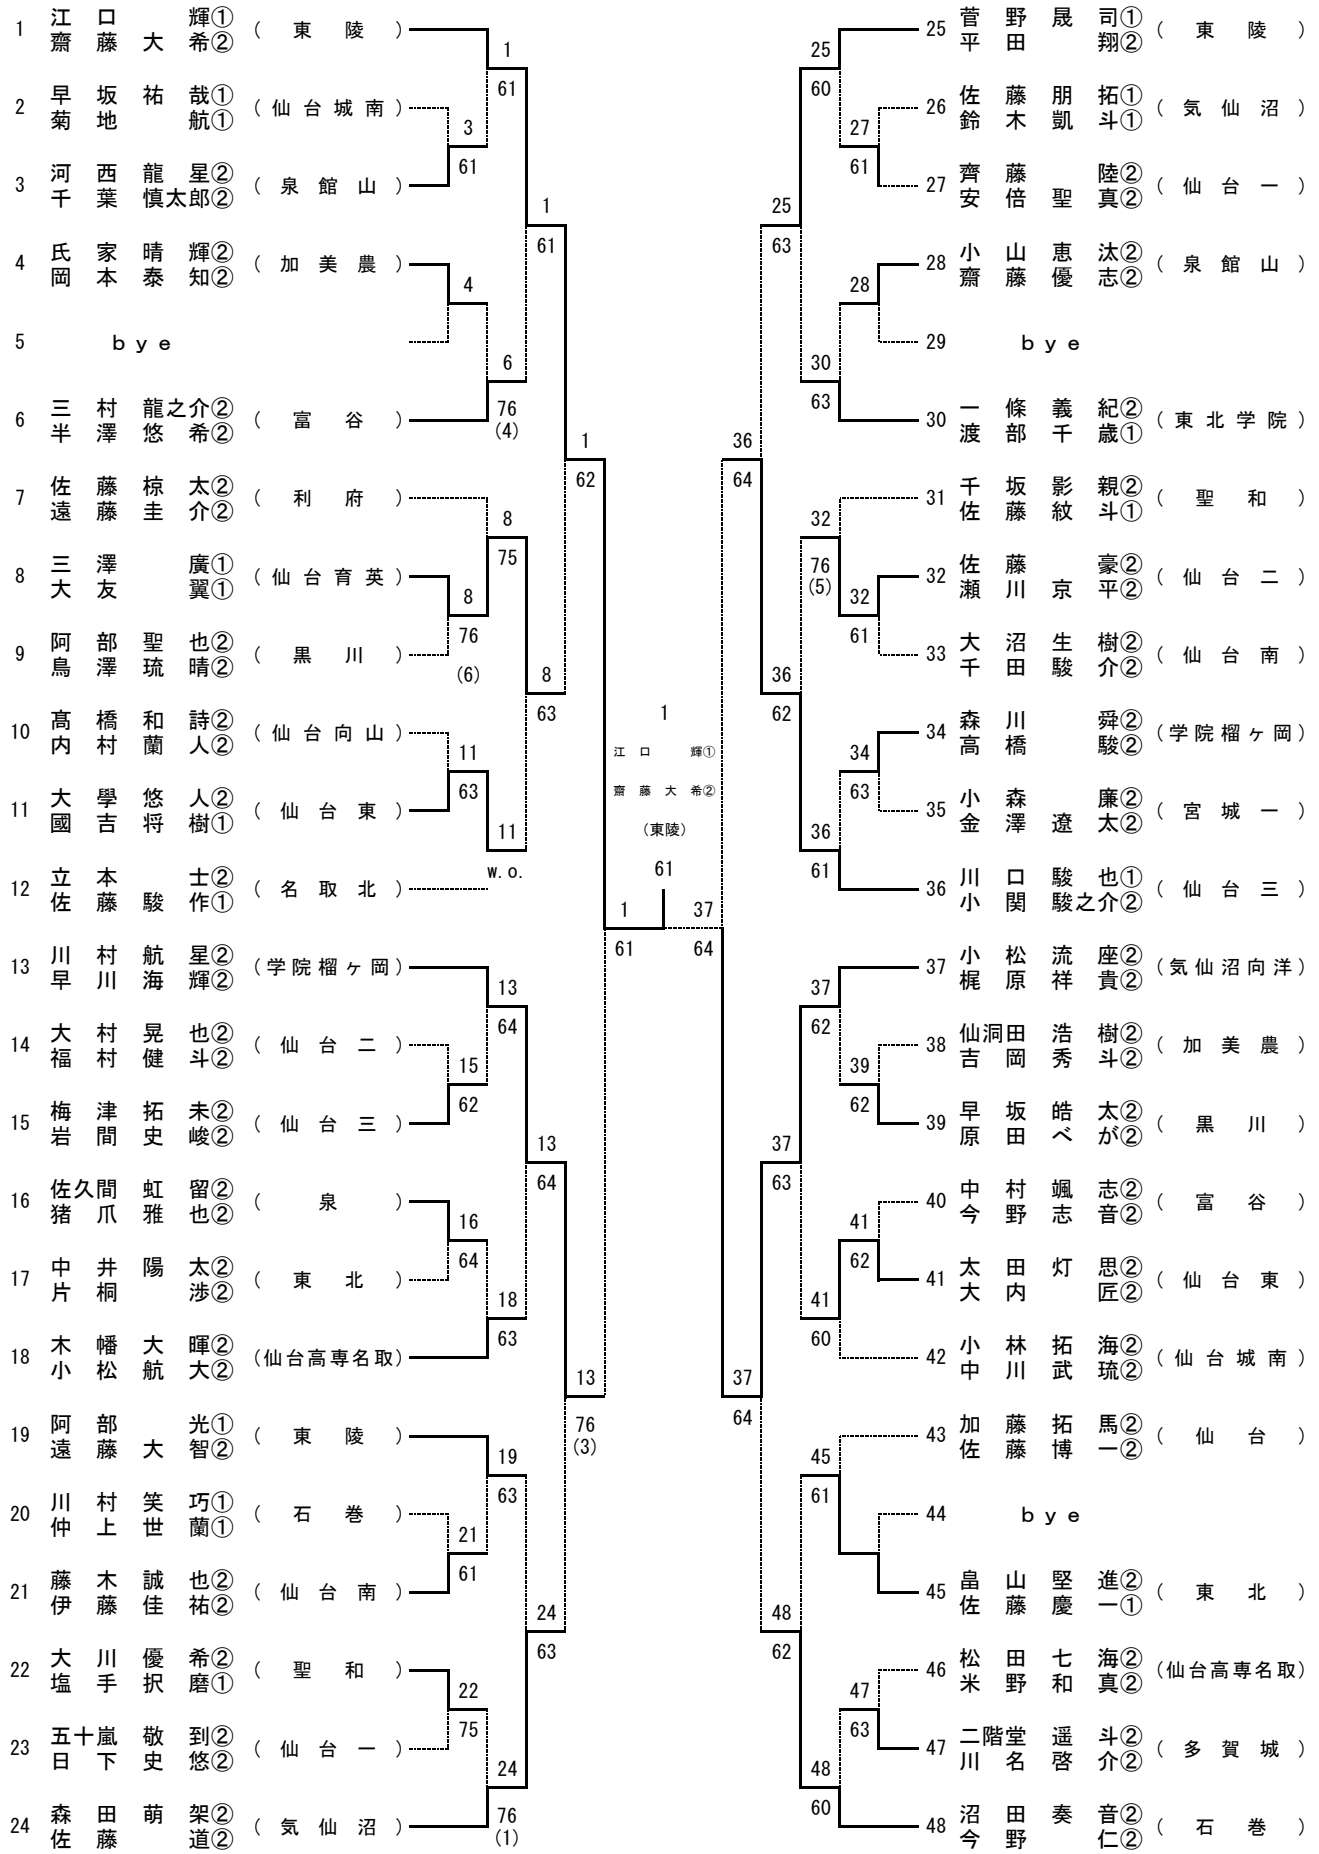 1 江口 輝① 齋藤大希② (東陵)
2 早坂祐哉① 菊地 航① (仙台城南)
3 河西龍星② 千葉慎太郎② (泉館山)
4 氏家晴輝② 岡本泰知② (加美農)
5 bye
6 三村龍之介② 半澤悠希② (富谷)
7 佐藤椋太② 遠藤圭介② (利府)
8 三澤 廣① 大友 翼① (仙台育英)
9 阿部聖也② 鳥澤琉晴② (黒川)
10 髙橋和詩② 内村蘭人② (仙台向山)
11 大學悠人② 國吉将樹① (仙台東)
12 立本 士② 佐藤駿作① (名取北)
13 川村航星② 早川海輝② (学院榴ヶ岡)
14 大村晃也② 福村健斗② (仙台二)
15 梅津拓未② 岩間史峻② (仙台三)
16 佐久間虹留② 猪爪雅也② (泉)
17 中井陽太② 片桐 渉② (東北)
18 木幡大暉② 小松航大② (仙台高専名取)
19 阿部 光① 遠藤大智② (東陵)
20 川村笑巧① 仲上世蘭① (石巻)
21 藤木誠也② 伊藤佳祐② (仙台南)
22 大川優希② 塩手択磨① (聖和)
23 五十嵐敬到② 日下史悠② (仙台一)
24 森田萌架② 佐藤 道② (気仙沼)
3 61
4
8 76 (6)
11 63
15 62
16 64
21 61
22 75
1 61
6 76 (4)
8 75
11 w.o.
13 64
18 63
19 63
24 76 (1)
1 61
8 63
13 64
24 63
1 62
13 76 (3)
1 61
1
江口 輝①
齋藤大希②
(東陵)
61
37 64
36 64
37 64
25 63
36 62
37 63
48 62
25 60
30 63
32 76 (5)
36 61
37 62
41 60
45 61
48 60
27 61
28
32 61
34 63
39 62
41 62
47 63
25 菅野晟司① 平田 翔② (東陵)
26 佐藤朋拓① 鈴木凱斗① (気仙沼)
27 齊藤 陸② 安倍聖真② (仙台一)
28 小山恵汰② 齋藤優志② (泉館山)
29 bye
30 一條義紀② 渡部千歳① (東北学院)
31 千坂影親② 佐藤紋斗① (聖和)
32 佐藤 豪② 瀬川京平② (仙台二)
33 大沼生樹② 千田駿介② (仙台南)
34 森川 舜② 高橋 駿② (学院榴ヶ岡)
35 小森 廉② 金澤遼太② (宮城一)
36 川口駿也① 小関駿之介② (仙台三)
37 小松流座② 梶原祥貴② (気仙沼向洋)
38 仙洞田浩樹② 吉岡秀斗② (加美農)
39 早坂皓太② 原田べが② (黒川)
40 中村颯志② 今野志音② (富谷)
41 太田灯思② 大内 匠② (仙台東)
42 小林拓海② 中川武琉② (仙台城南)
43 加藤拓馬② 佐藤博一② (仙台)
44 bye
45 畠山堅進② 佐藤慶一① (東北)
46 松田七海② 米野和真② (仙台高専名取)
47 二階堂遥斗② 川名啓介② (多賀城)
48 沼田奏音② 今野 仁② (石巻)